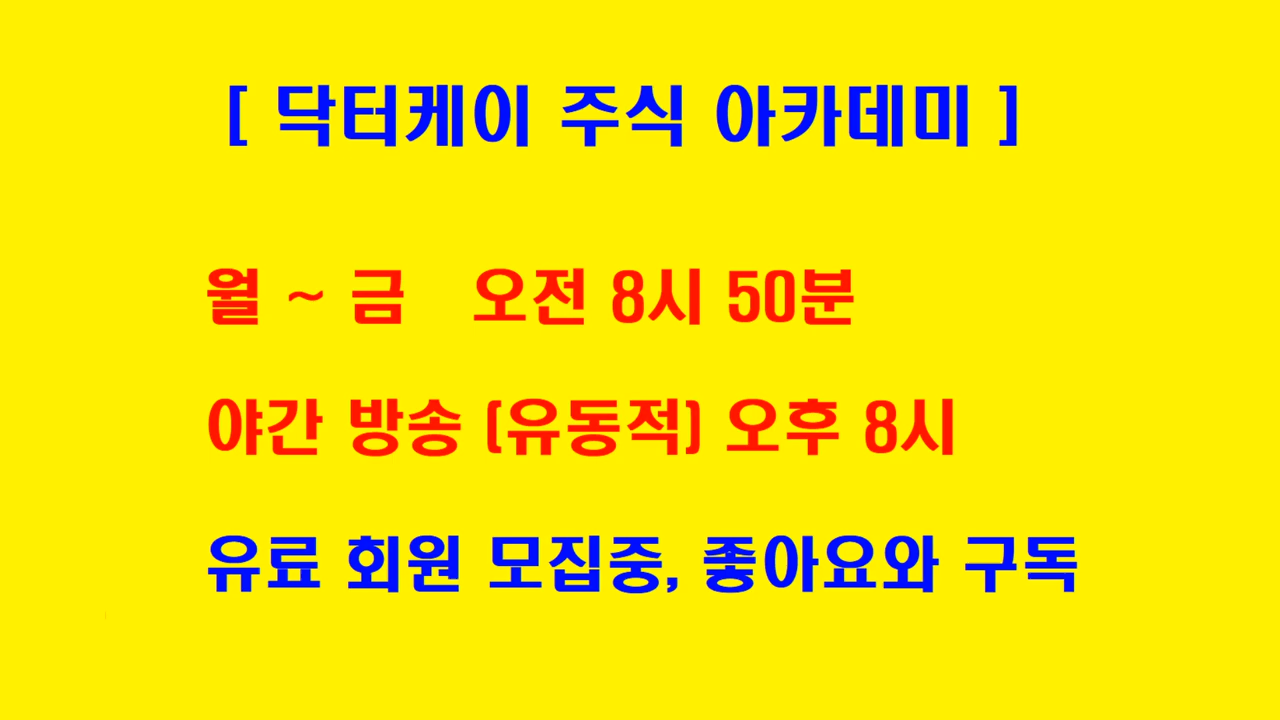 [ 닥터케이 주식 아카데미 ]
월 ~ 금 오전 8시 50분
야간 방송 (유동적) 오후 8시
유료 회원 모집중, 좋아요와 구독